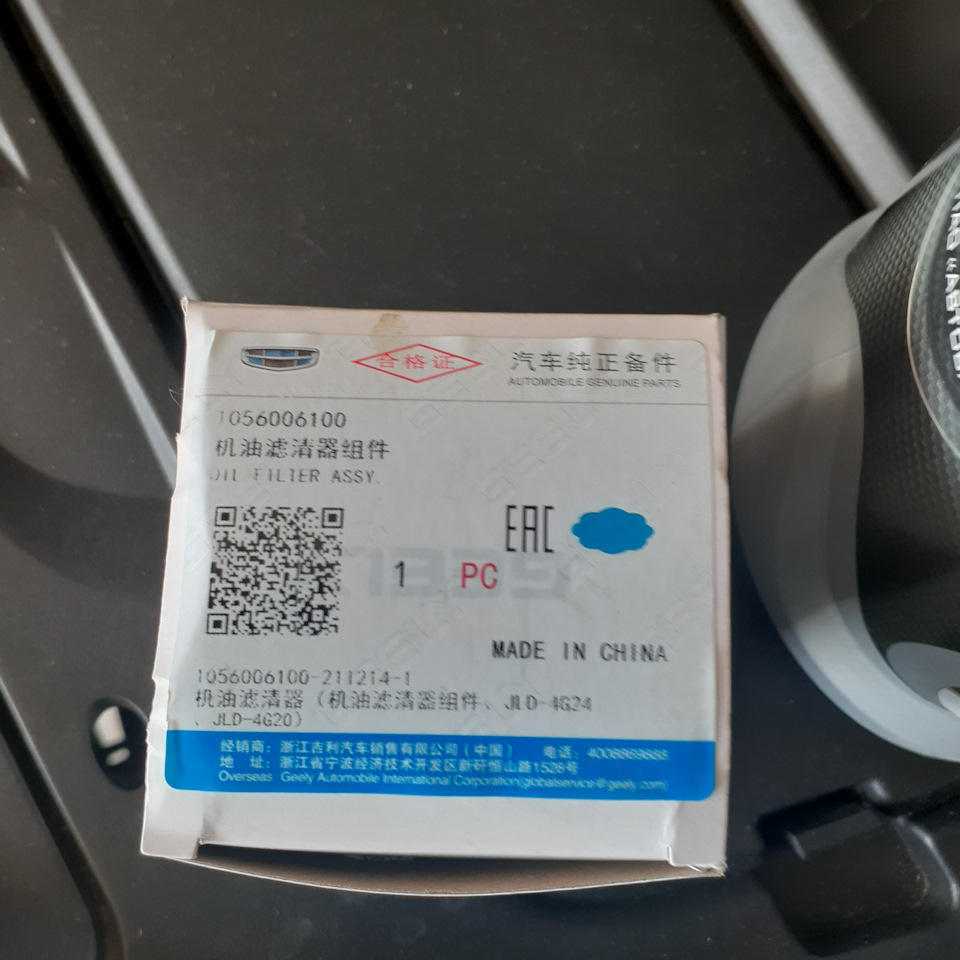 合格证
汽车纯正备件
AUTOMOBILE GENUINE PARTS
1056006100
机油滤清器组件
OIL FILTER ASSY.
EAC
1 PC
MADE IN CHINA
1056006100-211214-1
机油滤清器（机油滤清器组件、JLD-4G24
、JLD-4G20）
经销商：浙江吉利汽车销售有限公司（中国） 电话：4008869888
地 址：浙江省宁波经济技术开发区新矸恒山路1528号
Overseas：Geely Automobile International Corporation(globalservice@geely.com)